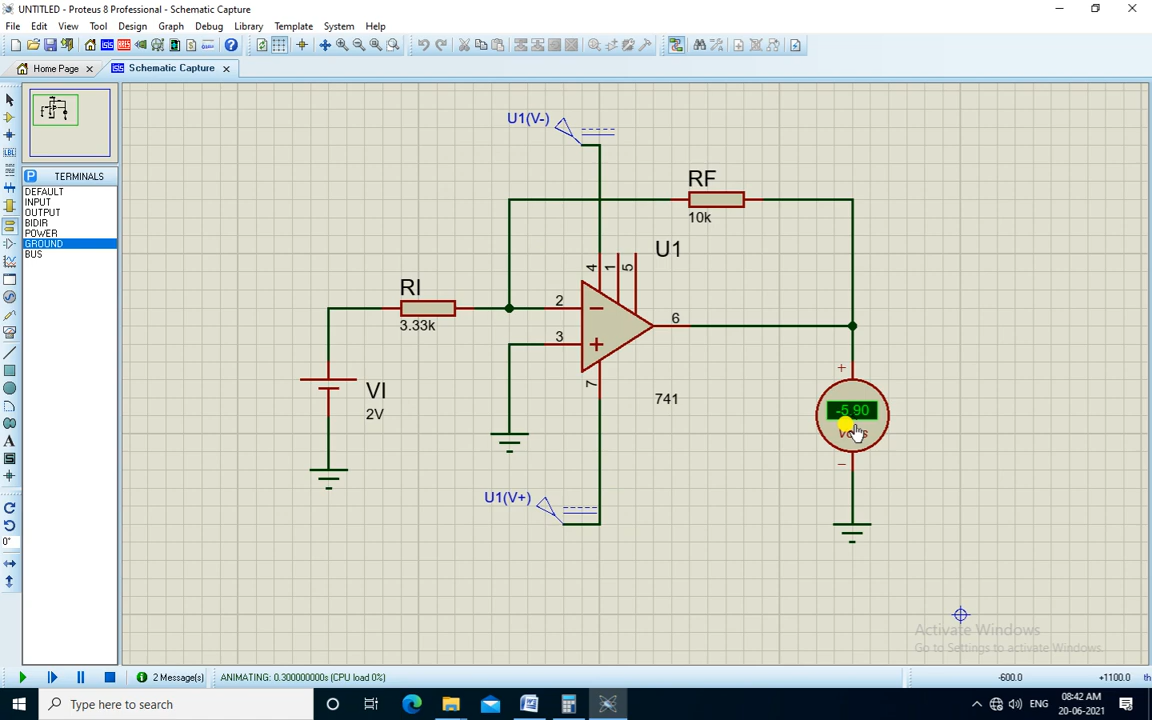 UNTITLED - Proteus 8 Professional - Schematic Capture
File Edit View Tool Design Graph Debug Library Template System Help
Home Page Schematic Capture
P TERMINALS
DEFAULT
INPUT
OUTPUT
BIDIR
POWER
GROUND
BUS
LBL
A
0°
U1(V-)
RF
10k
U1
4
1
5
RI
3.33k
2
3
6
7
741
VI
2V
+
-5.90
−
U1(V+)
Activate Windows
Go to Settings to activate Windows.
2 Message(s) ANIMATING: 0.300000000s (CPU load 0%) -600.0 +1100.0 th
Type here to search
ENG
08:42 AM
20-06-2021